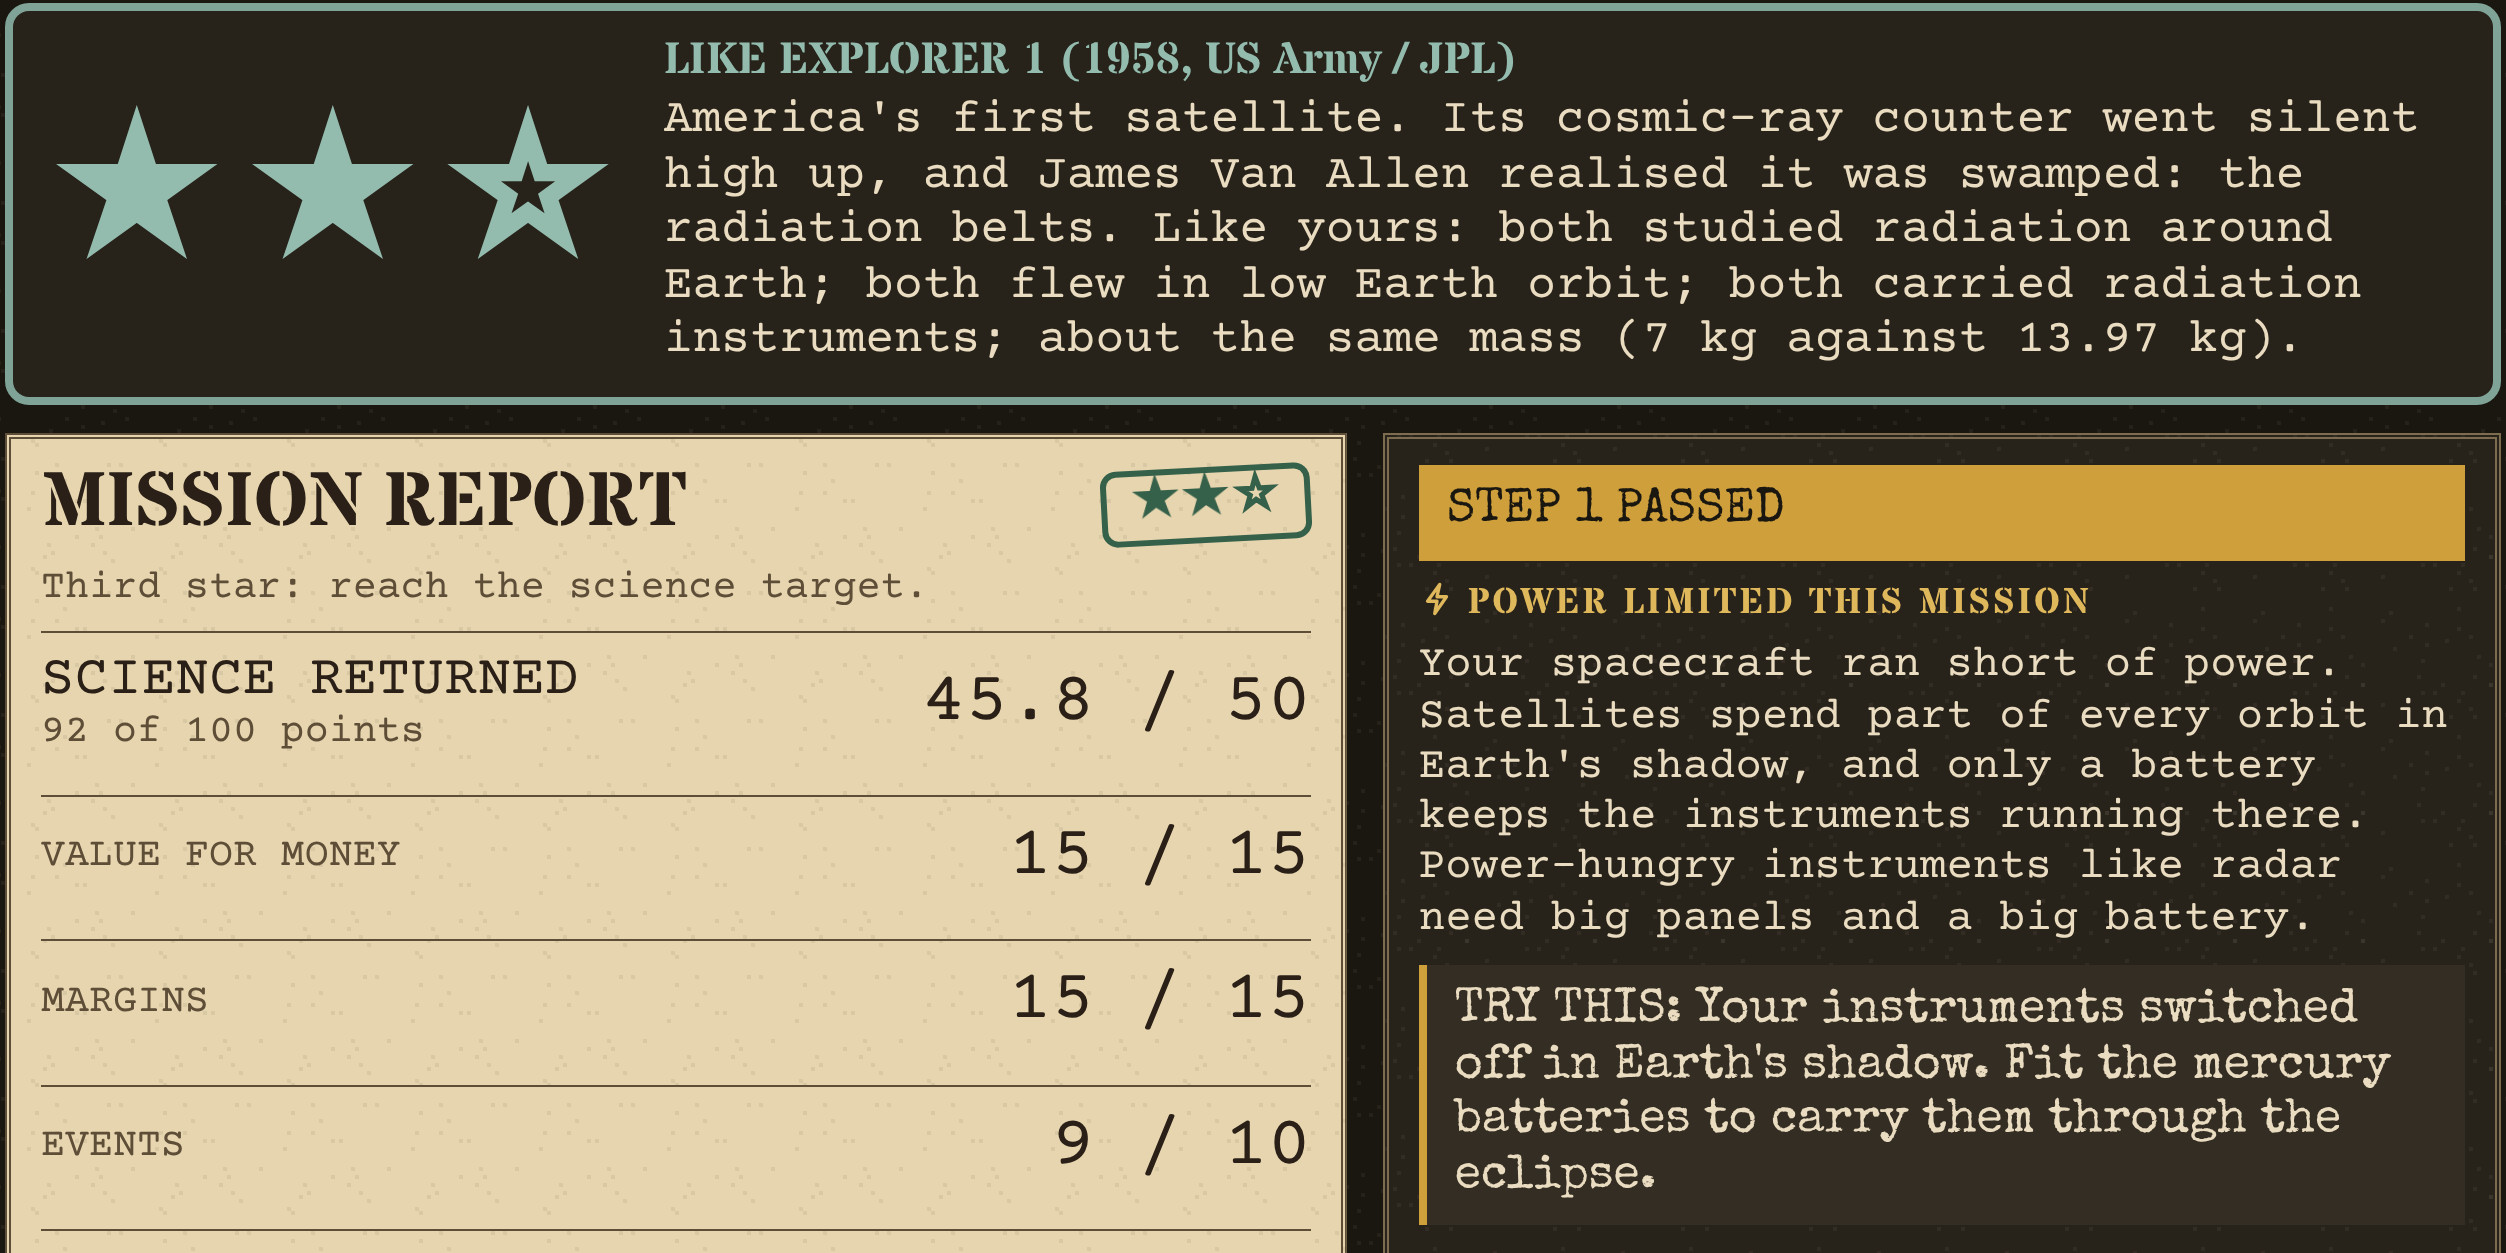 LIKE EXPLORER 1 (1958, US Army / JPL)
America's first satellite. Its cosmic-ray counter went silent
high up, and James Van Allen realised it was swamped: the
radiation belts. Like yours: both studied radiation around
Earth; both flew in low Earth orbit; both carried radiation
instruments; about the same mass (7 kg against 13.97 kg).
MISSION REPORT
Third star: reach the science target.
SCIENCE RETURNED
92 of 100 points
45.8 / 50
VALUE FOR MONEY
15 / 15
MARGINS
15 / 15
EVENTS
9 / 10
STEP 1 PASSED
POWER LIMITED THIS MISSION
Your spacecraft ran short of power.
Satellites spend part of every orbit in
Earth's shadow, and only a battery
keeps the instruments running there.
Power-hungry instruments like radar
need big panels and a big battery.
TRY THIS: Your instruments switched
off in Earth's shadow. Fit the mercury
batteries to carry them through the
eclipse.